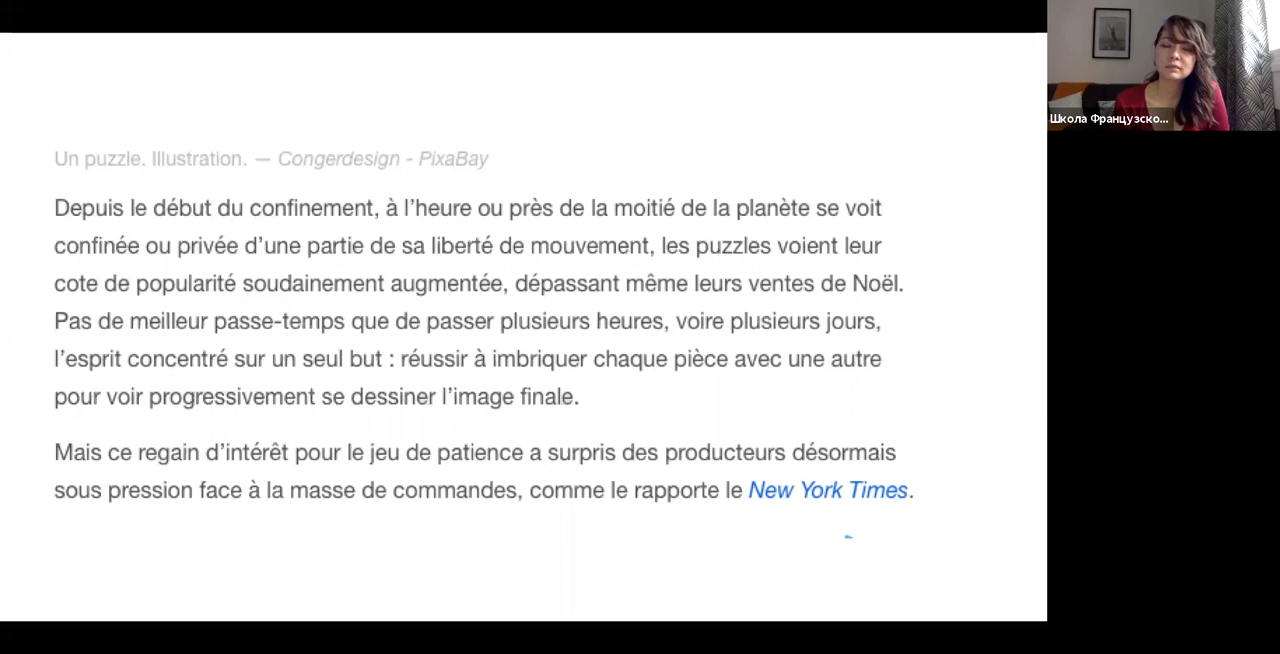 Un puzzle. Illustration. — Congerdesign - PixaBay
Depuis le début du confinement, à l’heure ou près de la moitié de la planète se voit
confinée ou privée d’une partie de sa liberté de mouvement, les puzzles voient leur
cote de popularité soudainement augmentée, dépassant même leurs ventes de Noël.
Pas de meilleur passe-temps que de passer plusieurs heures, voire plusieurs jours,
l’esprit concentré sur un seul but : réussir à imbriquer chaque pièce avec une autre
pour voir progressivement se dessiner l’image finale.
Mais ce regain d’intérêt pour le jeu de patience a surpris des producteurs désormais
sous pression face à la masse de commandes, comme le rapporte le New York Times.
Школа Французско...